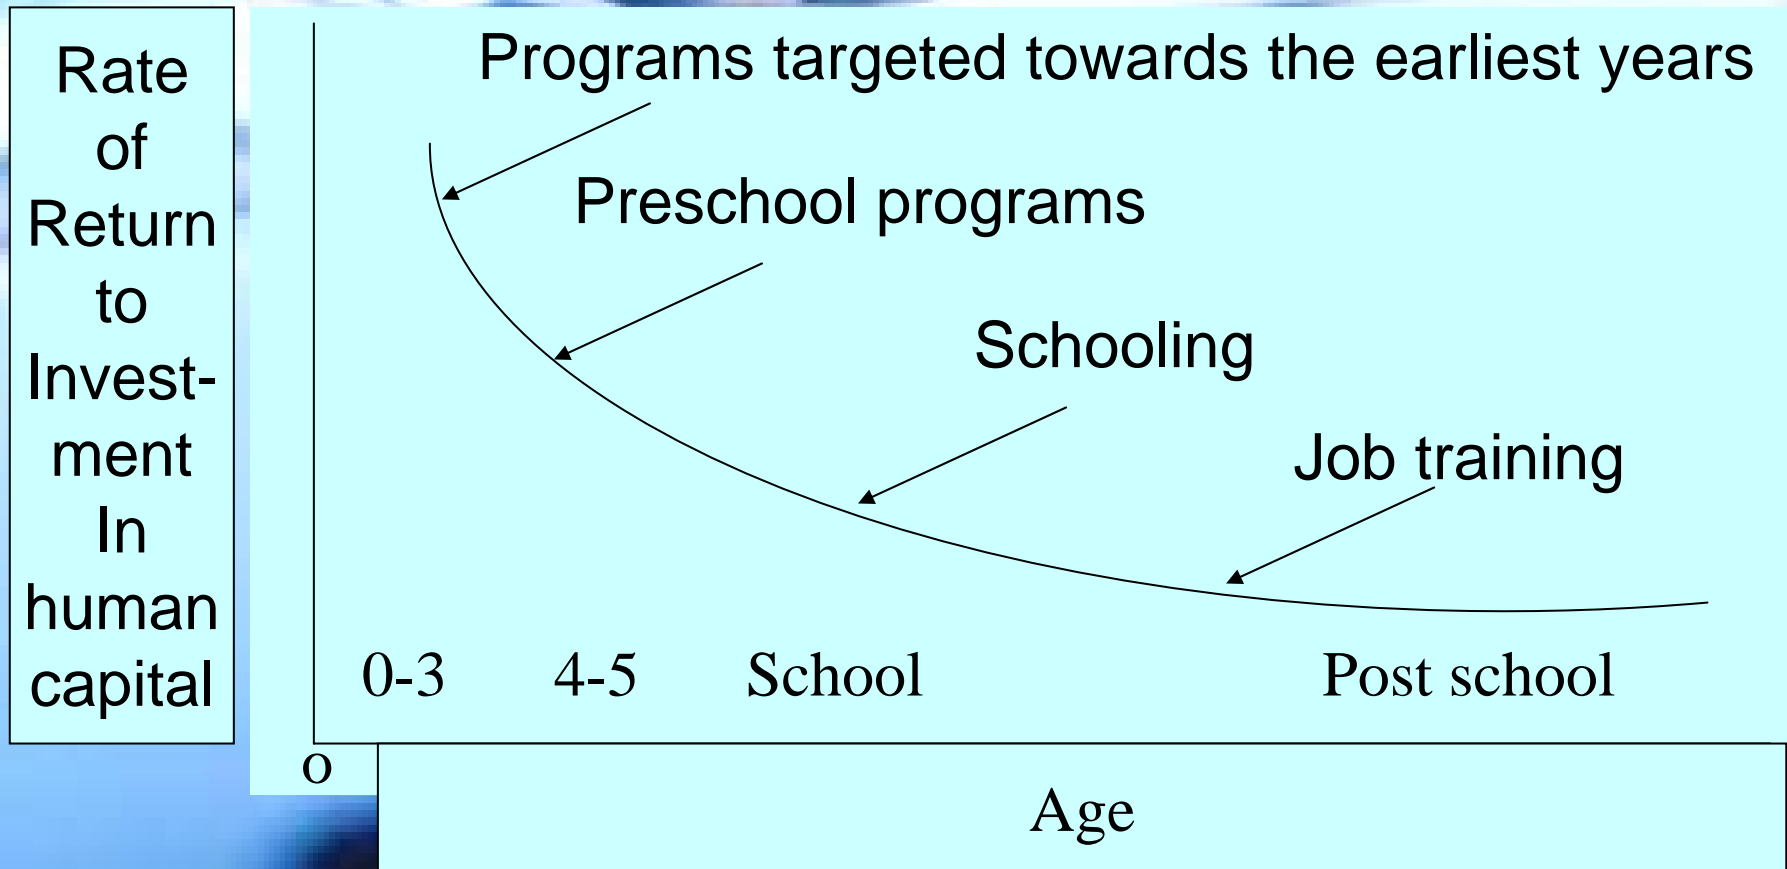 Rate
of
Return
to
Invest-
ment
In
human
capital
Programs targeted towards the earliest years
Preschool programs
Schooling
Job training
0-3 4-5 School Post school
o
Age